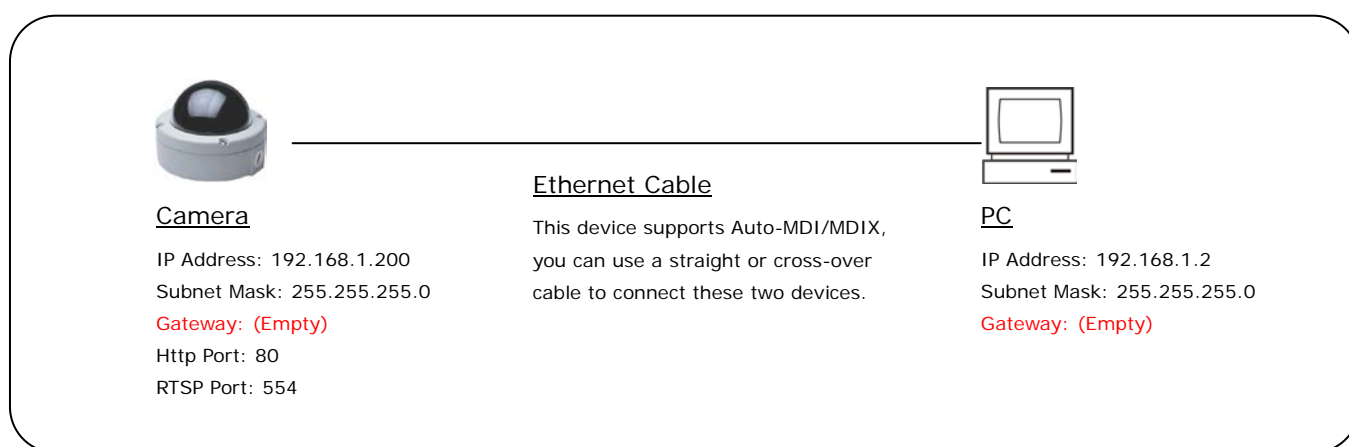 Camera
IP Address: 192.168.1.200
Subnet Mask: 255.255.255.0
Gateway: (Empty)
Http Port: 80
RTSP Port: 554
Ethernet Cable
This device supports Auto-MDI/MDIX,
you can use a straight or cross-over
cable to connect these two devices.
PC
IP Address: 192.168.1.2
Subnet Mask: 255.255.255.0
Gateway: (Empty)